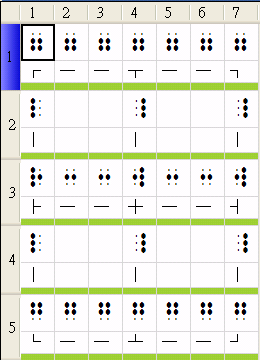 1 2 3 4 5 6 7
1 ⠶ ⠶ ⠶ ⠶ ⠶ ⠶ ⠶
┌ ─ ─ ┬ ─ ─ ┐
2 ⠇ ⠸ ⠸
│ │ │
3 ⠗ ⠒ ⠒ ⠺ ⠒ ⠒ ⠺
├ ─ ─ ┼ ─ ─ ┤
4 ⠇ ⠸ ⠸
│ │ │
5 ⠛ ⠛ ⠛ ⠛ ⠛ ⠛ ⠛
└ ─ ─ ┴ ─ ─ ┘